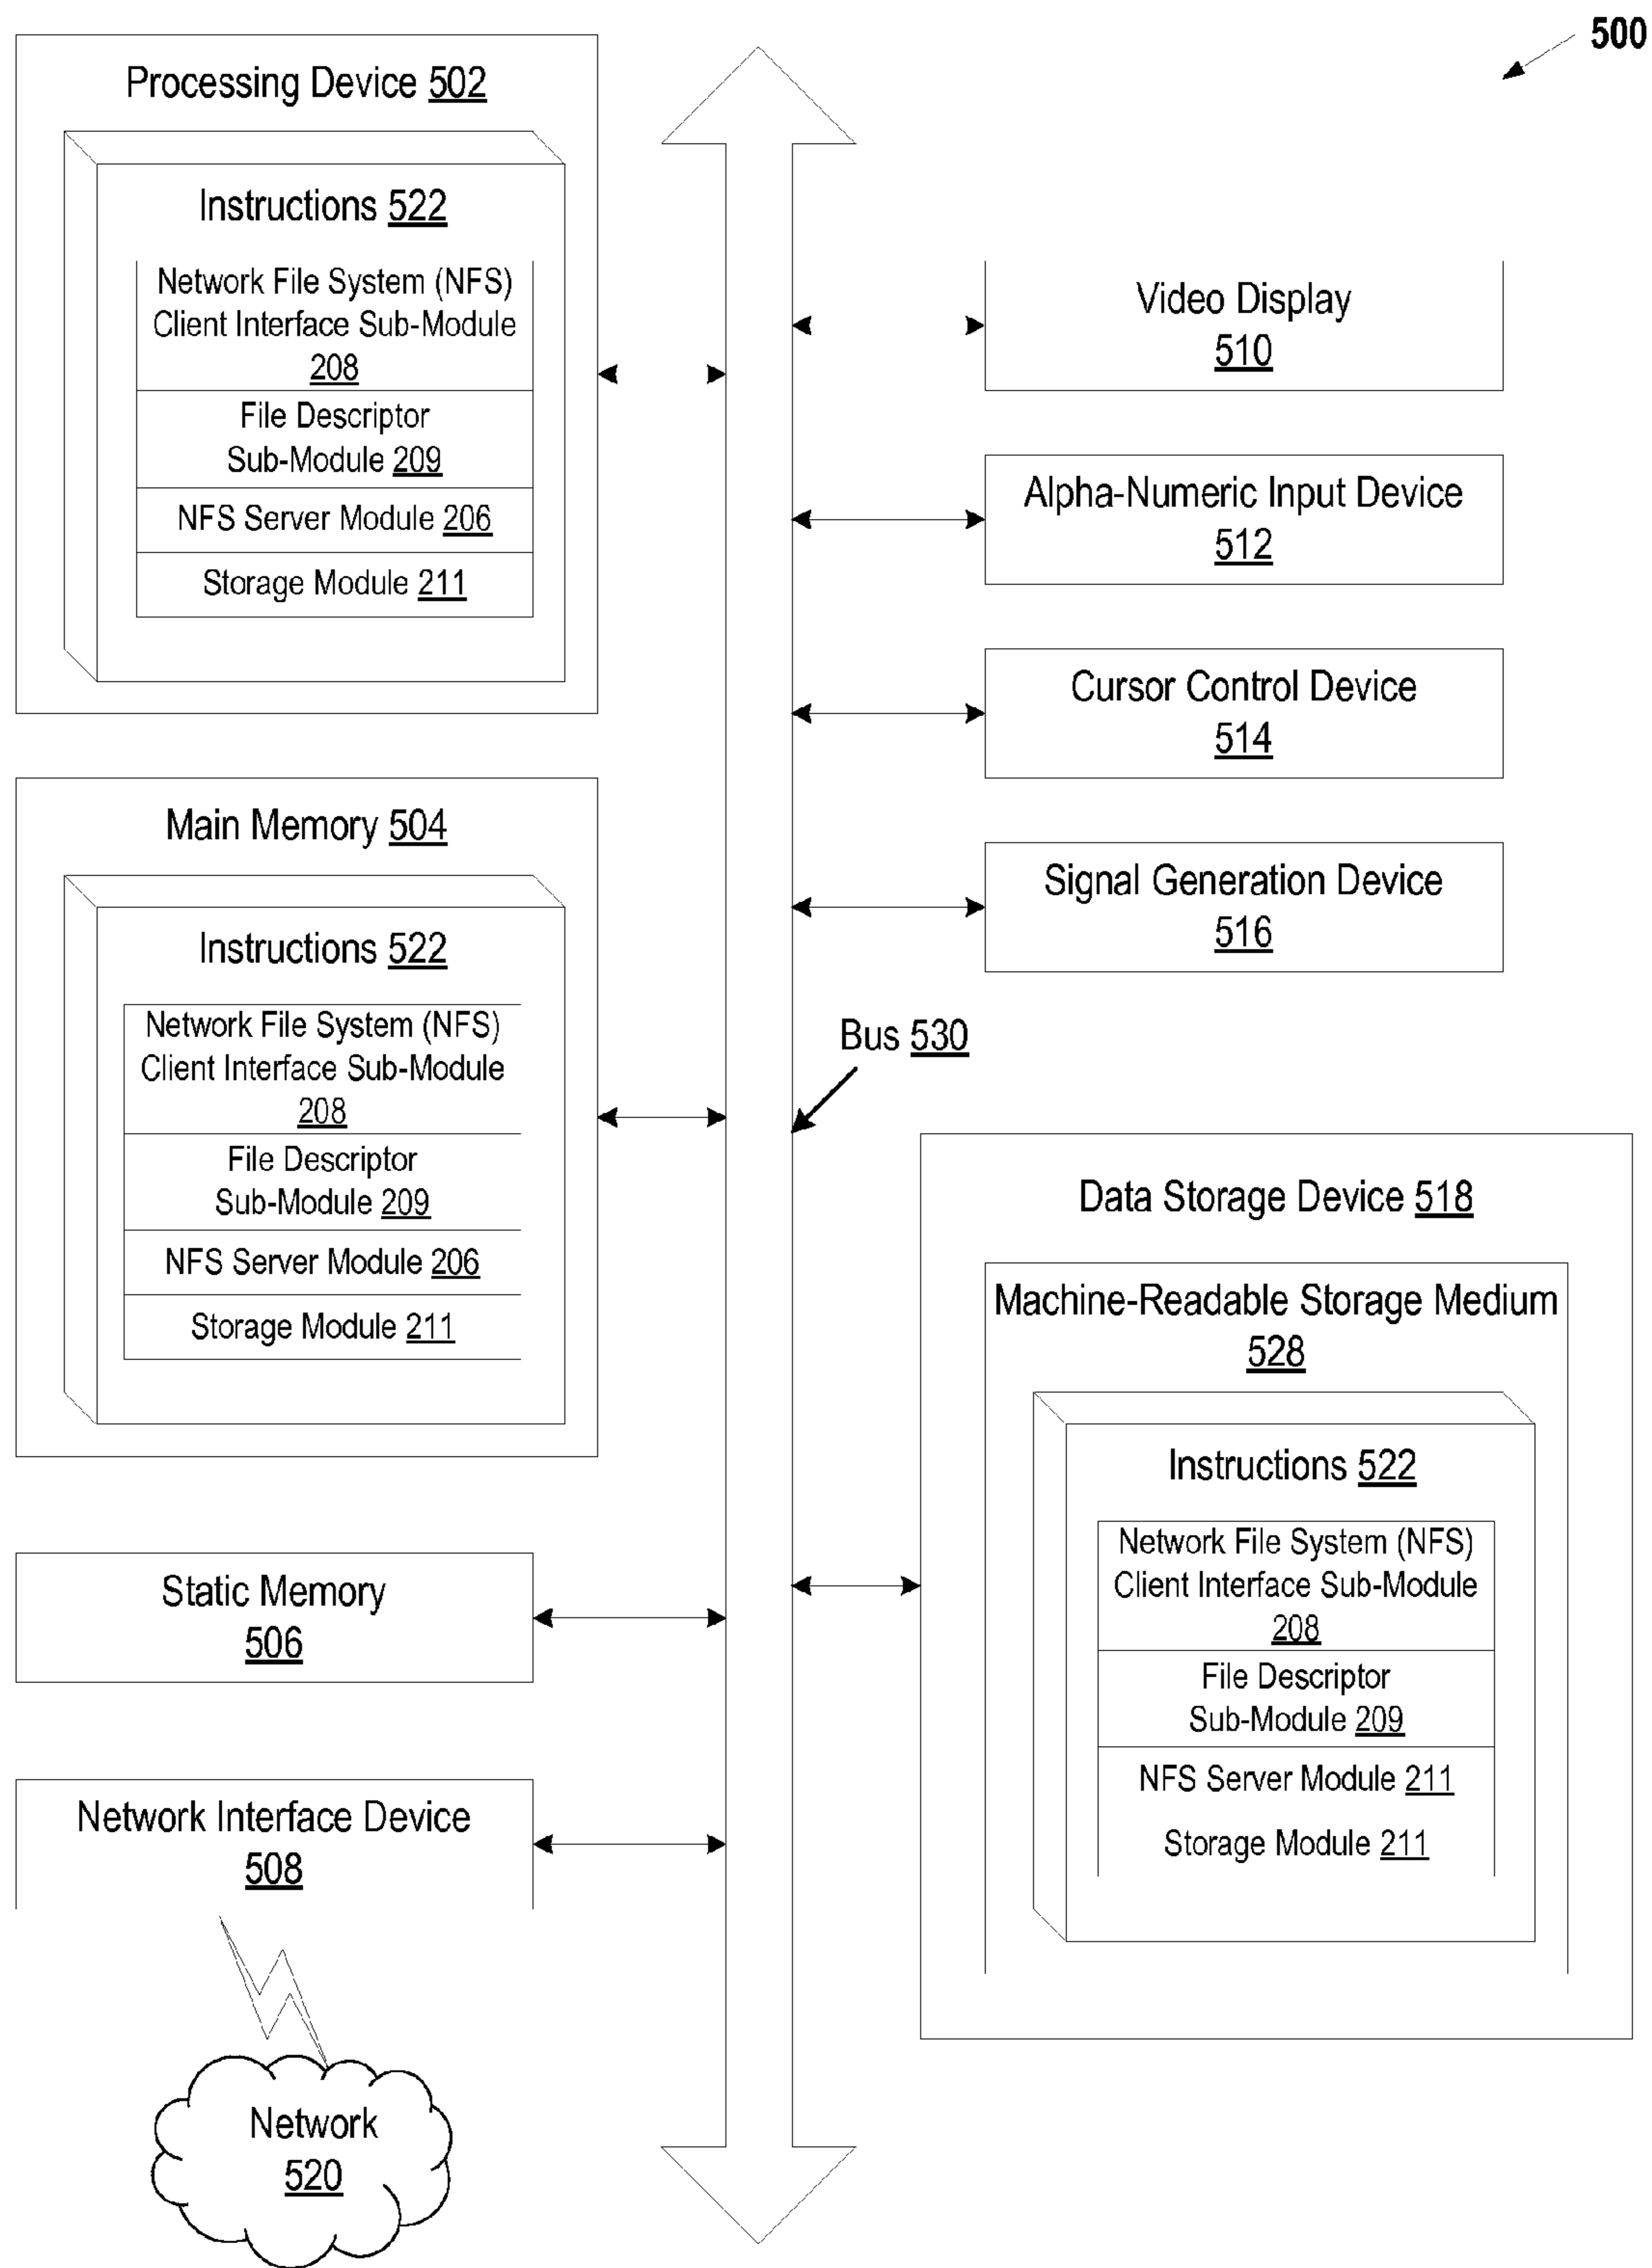 500
Processing Device 502
Instructions 522
Network File System (NFS)
Client Interface Sub-Module
208
File Descriptor
Sub-Module 209
NFS Server Module 206
Storage Module 211
Main Memory 504
Instructions 522
Network File System (NFS)
Client Interface Sub-Module
208
File Descriptor
Sub-Module 209
NFS Server Module 206
Storage Module 211
Static Memory
506
Network Interface Device
508
Network
520
Video Display
510
Alpha-Numeric Input Device
512
Cursor Control Device
514
Signal Generation Device
516
Bus 530
Data Storage Device 518
Machine-Readable Storage Medium
528
Instructions 522
Network File System (NFS)
Client Interface Sub-Module
208
File Descriptor
Sub-Module 209
NFS Server Module 211
Storage Module 211